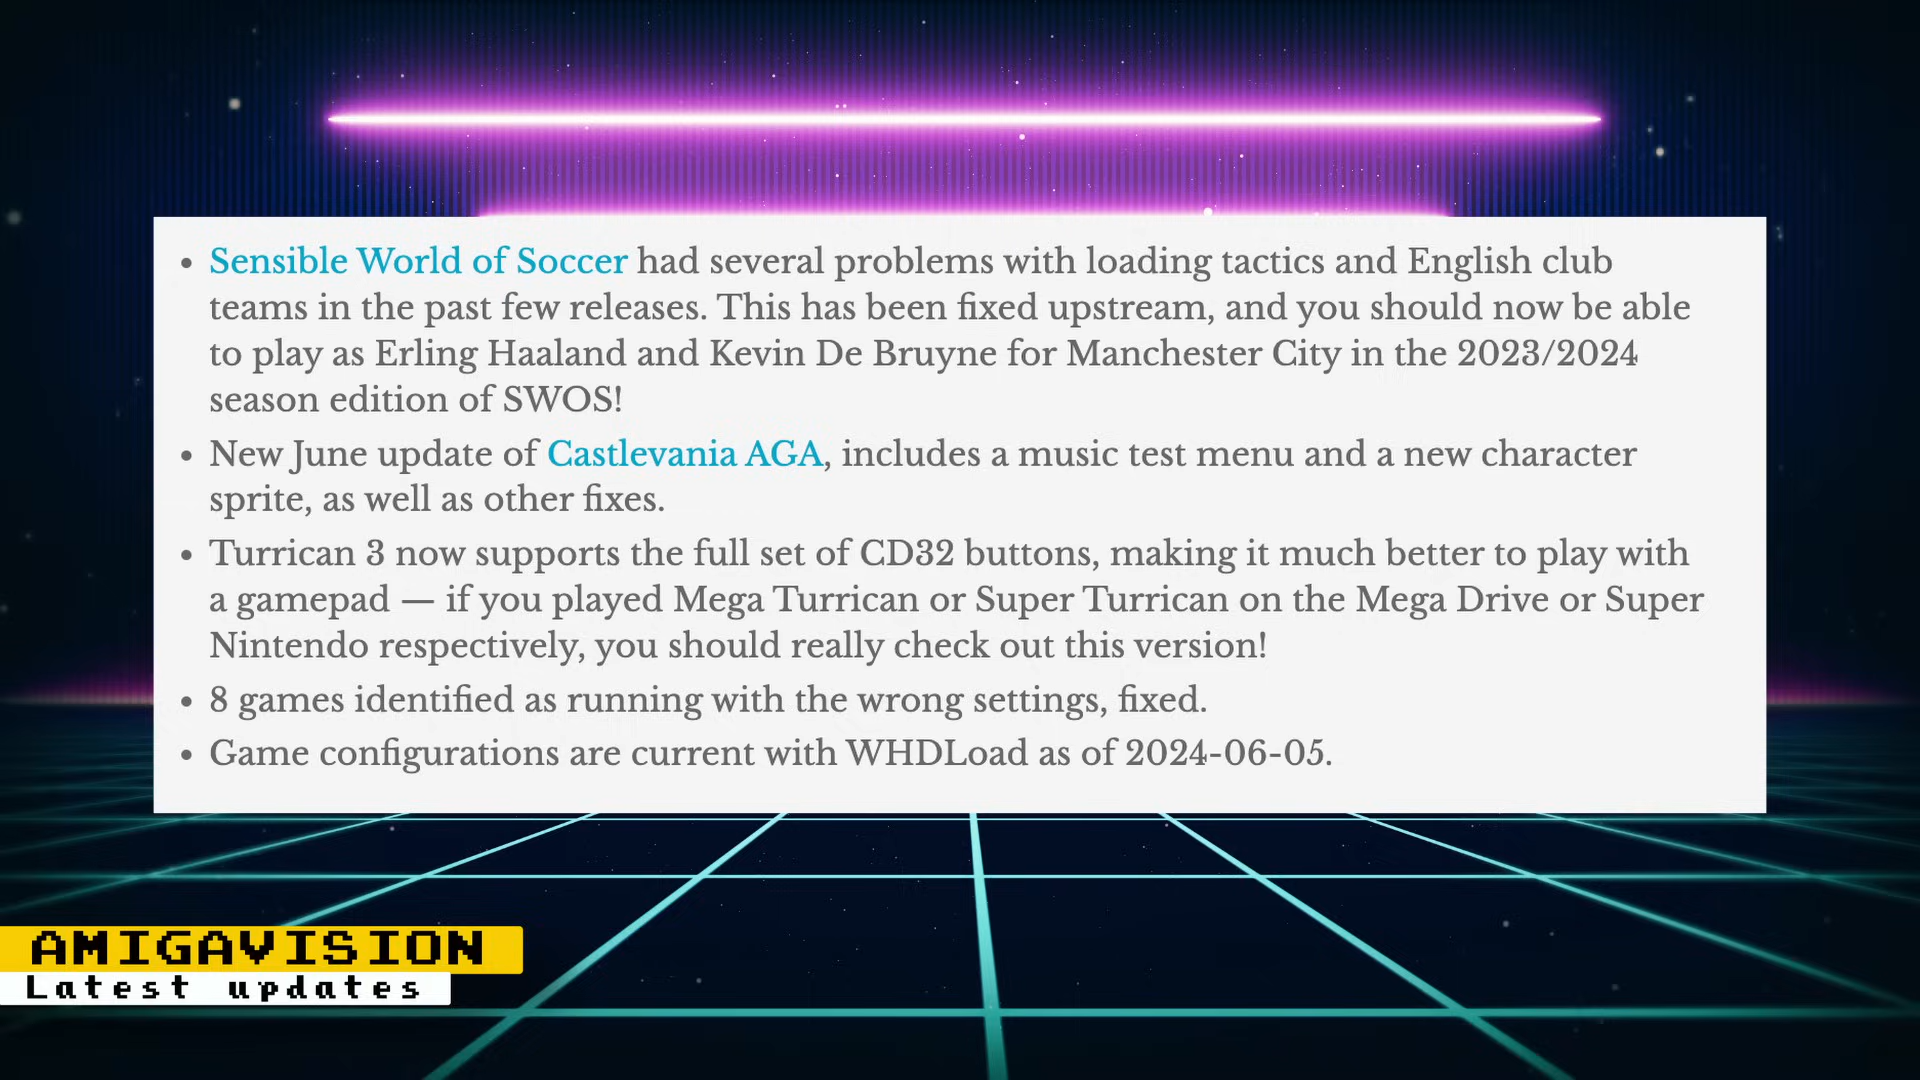 • Sensible World of Soccer had several problems with loading tactics and English club
teams in the past few releases. This has been fixed upstream, and you should now be able
to play as Erling Haaland and Kevin De Bruyne for Manchester City in the 2023/2024
season edition of SWOS!
• New June update of Castlevania AGA, includes a music test menu and a new character
sprite, as well as other fixes.
• Turrican 3 now supports the full set of CD32 buttons, making it much better to play with
a gamepad — if you played Mega Turrican or Super Turrican on the Mega Drive or Super
Nintendo respectively, you should really check out this version!
• 8 games identified as running with the wrong settings, fixed.
• Game configurations are current with WHDLoad as of 2024-06-05.
AMIGAVISION
Latest updates